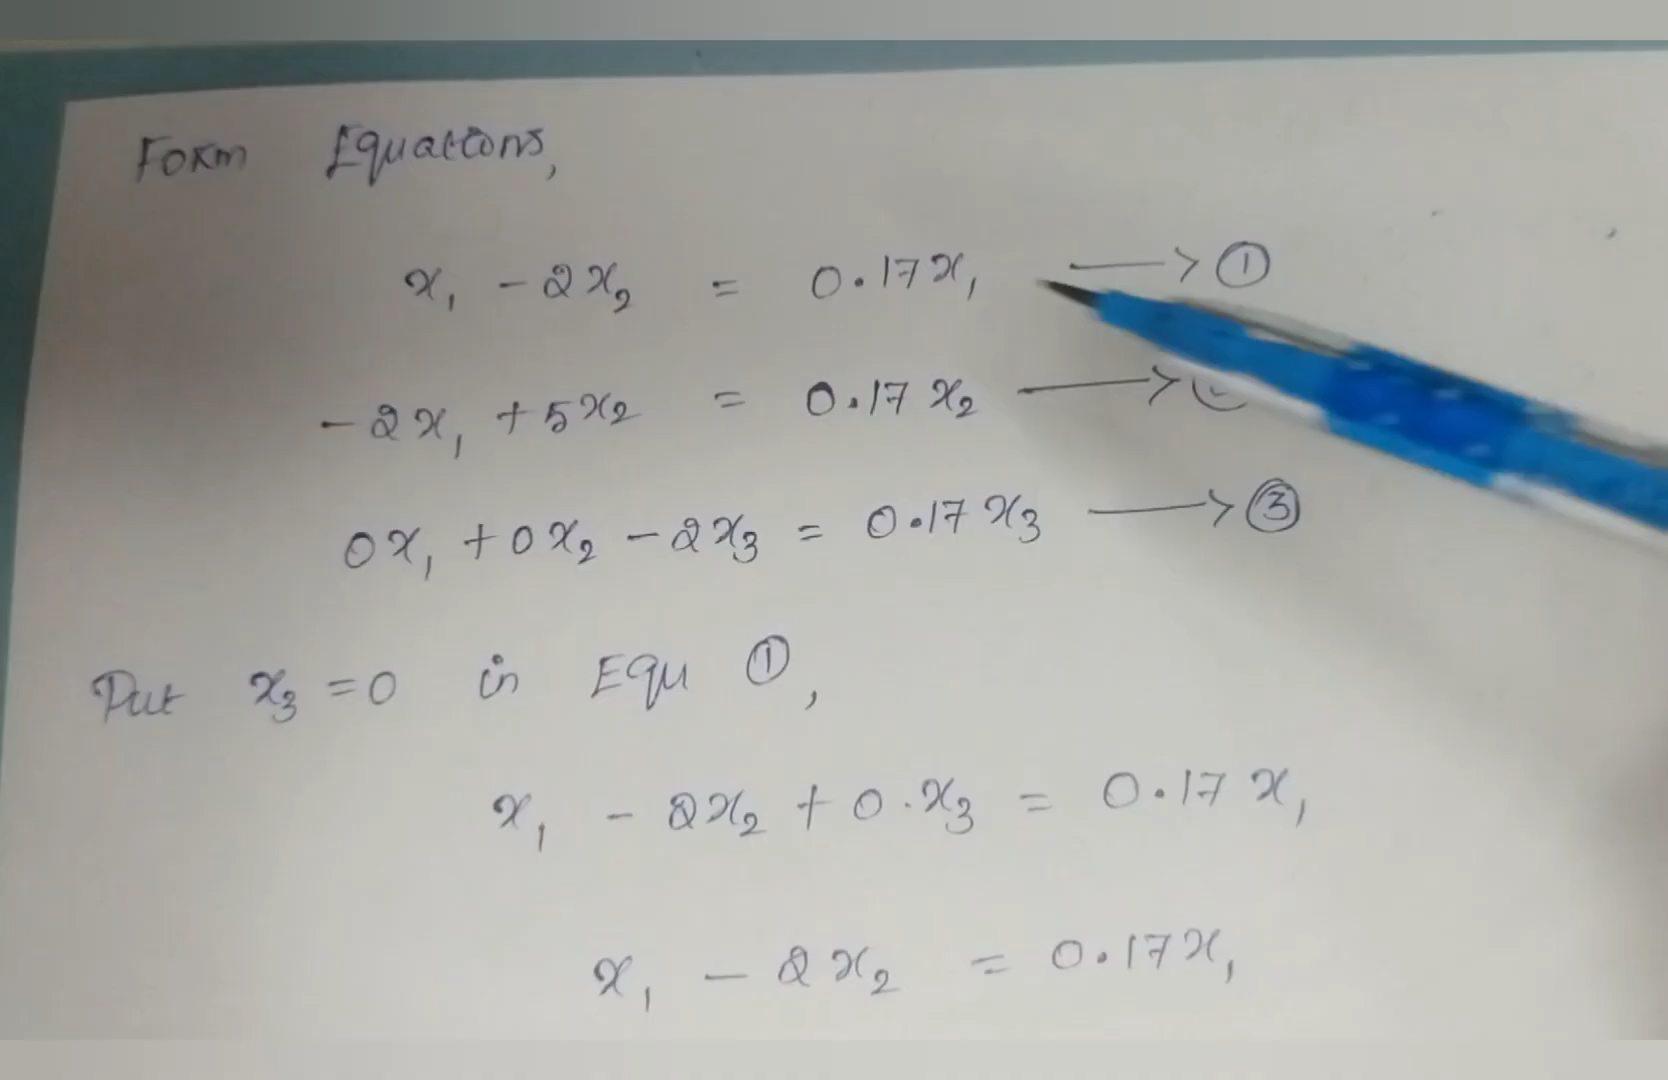 Form Equations,
x₁ - 2x₂ = 0.17x₁ → ①
-2x₁ + 5x₂ = 0.17x₂ →
0x₁ + 0x₂ - 2x₃ = 0.17x₃ → ③
Put x₃ = 0 in Equ ①,
x₁ - 2x₂ + 0.x₃ = 0.17x₁
x₁ - 2x₂ = 0.17x₁